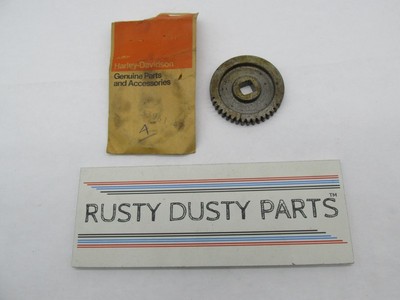 Harley-Davidson
Genuine Parts
and Accessories
A
RUSTY DUSTY PARTS™